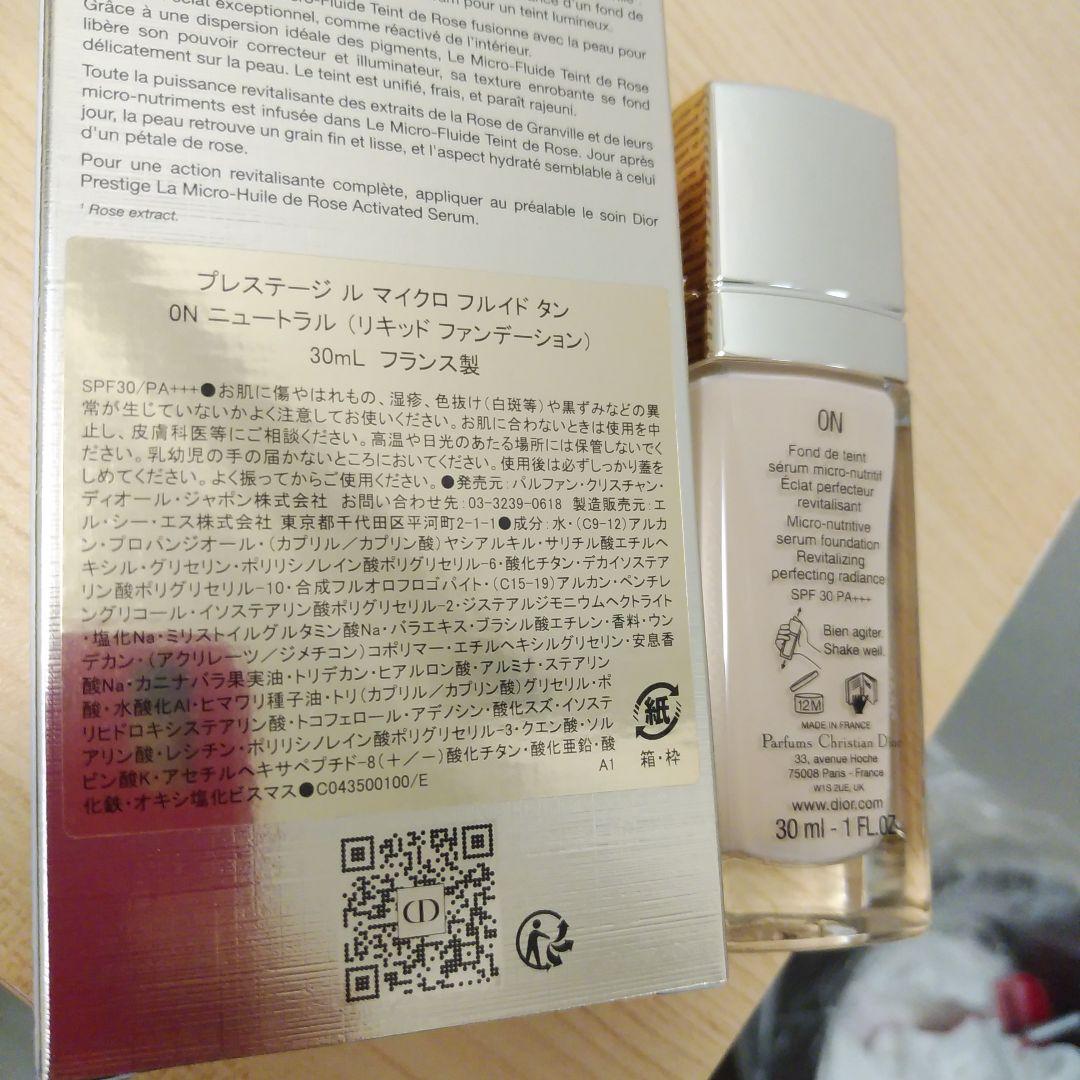 d'un fond de
pour un teint lumineux.
Micro-Fluide Teint de Rose fusionne avec la peau pour
exceptionnel, comme réactivé de l'intérieur.
Grâce à une dispersion idéale des pigments, Le Micro-Fluide Teint de Rose
libère son pouvoir correcteur et illuminateur, sa texture enrobante se fond
délicatement sur la peau. Le teint est unifié, frais, et paraît rajeuni.
Toute la puissance revitalisante des extraits de la Rose de Granville et de leurs
micro-nutriments est infusée dans Le Micro-Fluide Teint de Rose. Jour après
jour, la peau retrouve un grain fin et lisse, et l'aspect hydraté semblable à celui
d'un pétale de rose.
Pour une action revitalisante complète, appliquer au préalable le soin Dior
Prestige La Micro-Huile de Rose Activated Serum.
¹ Rose extract.
プレステージ ル マイクロ フルイド タン
0N ニュートラル (リキッド ファンデーション)
30mL フランス製
SPF30/PA+++●お肌に傷やはれもの、湿疹、色抜け(白斑等)や黒ずみなどの異
常が生じていないかよく注意してお使いください。お肌に合わないときは使用を中
止し、皮膚科医等にご相談ください。高温や日光のあたる場所には保管しないでく
ださい。乳幼児の手の届かないところにおいてください。使用後は必ずしっかり蓋を
しめてください。よく振ってからご使用ください。●発売元:パルファン・クリスチャン・
ディオール・ジャポン株式会社 お問い合わせ先:03-3239-0618 製造販売元:エ
ル・シー・エス株式会社 東京都千代田区平河町2-1-1●成分:水・(C9-12)アルカ
ン・プロパンジオール・(カプリル/カプリン酸)ヤシアルキル・サリチル酸エチルヘ
キシル・グリセリン・ポリリシノレイン酸ポリグリセリル-6・酸化チタン・デカイソステア
リン酸ポリグリセリル-10・合成フルオロフロゴパイト・(C15-19)アルカン・ペンチレ
ングリコール・イソステアリン酸ポリグリセリル-2・ジステアルジモニウムヘクトライト
・塩化Na・ミリストイルグルタミン酸Na・バラエキス・ブラシル酸エチレン・香料・ウン
デカン・(アクリレーツ/ジメチコン)コポリマー・エチルヘキシルグリセリン・安息香
酸Na・カニナバラ果実油・トリデカン・ヒアルロン酸・アルミナ・ステアリン
酸・水酸化Al・ヒマワリ種子油・トリ(カプリル/カプリン酸)グリセリル・ポ
リヒドロキシステアリン酸・トコフェロール・アデノシン・酸化スズ・イソステ
アリン酸・レシチン・ポリリシノレイン酸ポリグリセリル-3・クエン酸・ソル
ビン酸K・アセチルヘキサペプチド-8(+/-)酸化チタン・酸化亜鉛・酸
化鉄・オキシ塩化ビスマス●C043500100/E
A1
紙
箱・枠
CD
0N
Fond de teint
sérum micro-nutritif
Éclat perfecteur
revitalisant
Micro-nutritive
serum foundation
Revitalizing
perfecting radiance
SPF 30 PA+++
Bien agiter.
Shake well.
12M
MADE IN FRANCE
Parfums Christian Dior
33, avenue Hoche
75008 Paris - France
W1S 2UE, UK
www.dior.com
30 ml - 1 FL.OZ